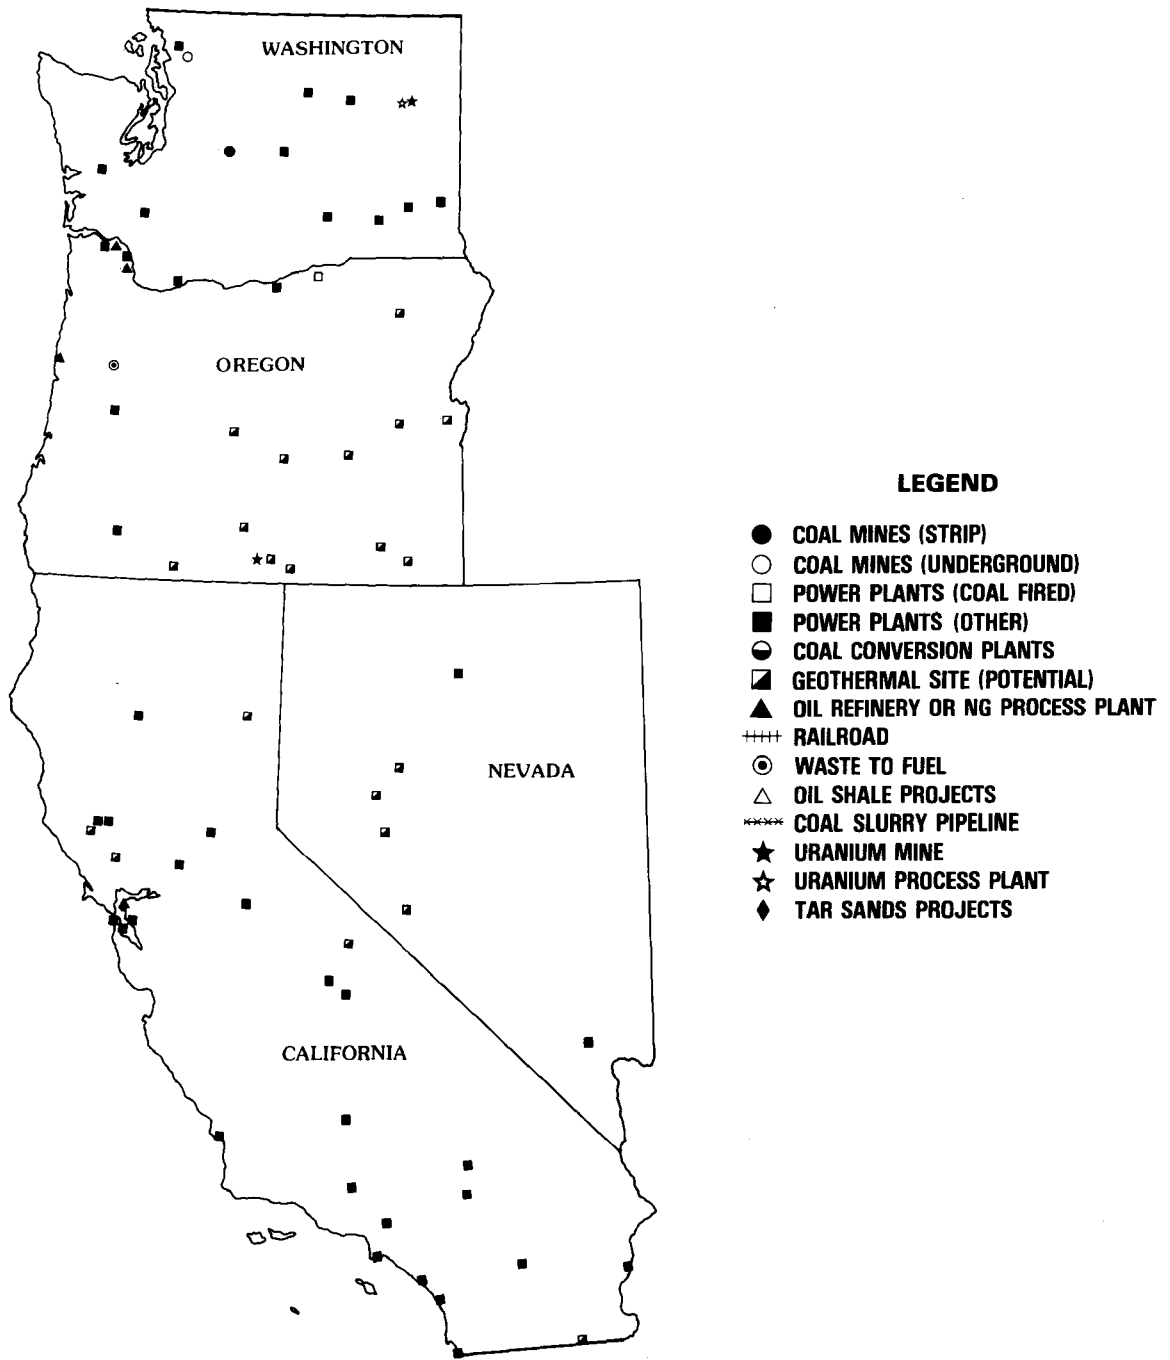 WASHINGTON
OREGON
NEVADA
CALIFORNIA
LEGEND
COAL MINES (STRIP)
COAL MINES (UNDERGROUND)
POWER PLANTS (COAL FIRED)
POWER PLANTS (OTHER)
COAL CONVERSION PLANTS
GEOTHERMAL SITE (POTENTIAL)
OIL REFINERY OR NG PROCESS PLANT
RAILROAD
WASTE TO FUEL
OIL SHALE PROJECTS
COAL SLURRY PIPELINE
URANIUM MINE
URANIUM PROCESS PLANT
TAR SANDS PROJECTS